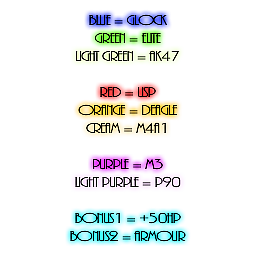 BLUE = GLOCK
GREEN = ELITE
LIGHT GREEN = AK47
RED = USP
ORANGE = DEAGLE
CREAM = M4A1
PURPLE = M3
LIGHT PURPLE = P90
BONUS1 = +50HP
BONUS2 = ARMOUR